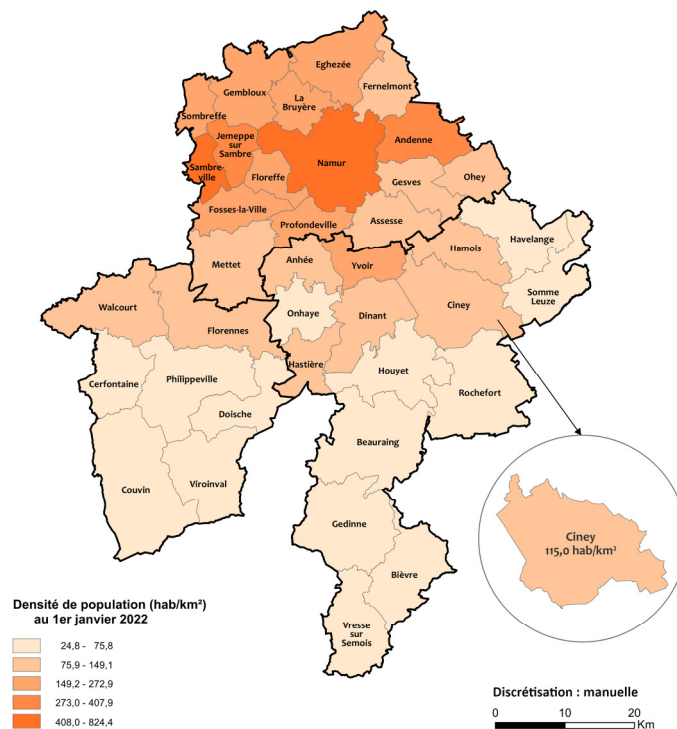 Eghezée
Gembloux
Fernelmont
La
Bruyère
Sombreffe
Jemeppe
sur
Sambre
Andenne
Namur
Sambre-
ville
Floreffe
Gesves
Ohey
Fosses-la-Ville
Profondeville
Assesse
Havelange
Hamois
Mettet
Anhée
Yvoir
Somme
Leuze
Onhaye
Ciney
Walcourt
Dinant
Florennes
Hastière
Houyet
Cerfontaine
Philippeville
Rochefort
Doische
Beauraing
Couvin
Viroinval
Gedinne
Ciney
115,0 hab/km²
Bièvre
Vresse
sur
Semois
Densité de population (hab/km²)
au 1er janvier 2022
24,8 - 75,8
75,9 - 149,1
149,2 - 272,9
273,0 - 407,9
408,0 - 824,4
Discrétisation : manuelle
0 10 20
Km